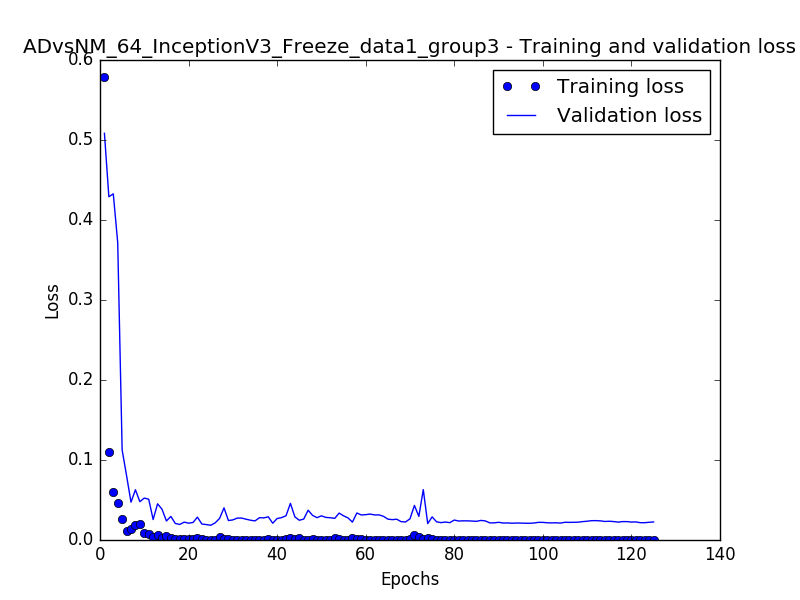 ADvsNM_64_InceptionV3_Freeze_data1_group3 - Training and validation loss
0.6
0.5
0.4
0.3
0.2
0.1
0.0
Loss
Training loss
Validation loss
0 20 40 60 80 100 120 140
Epochs